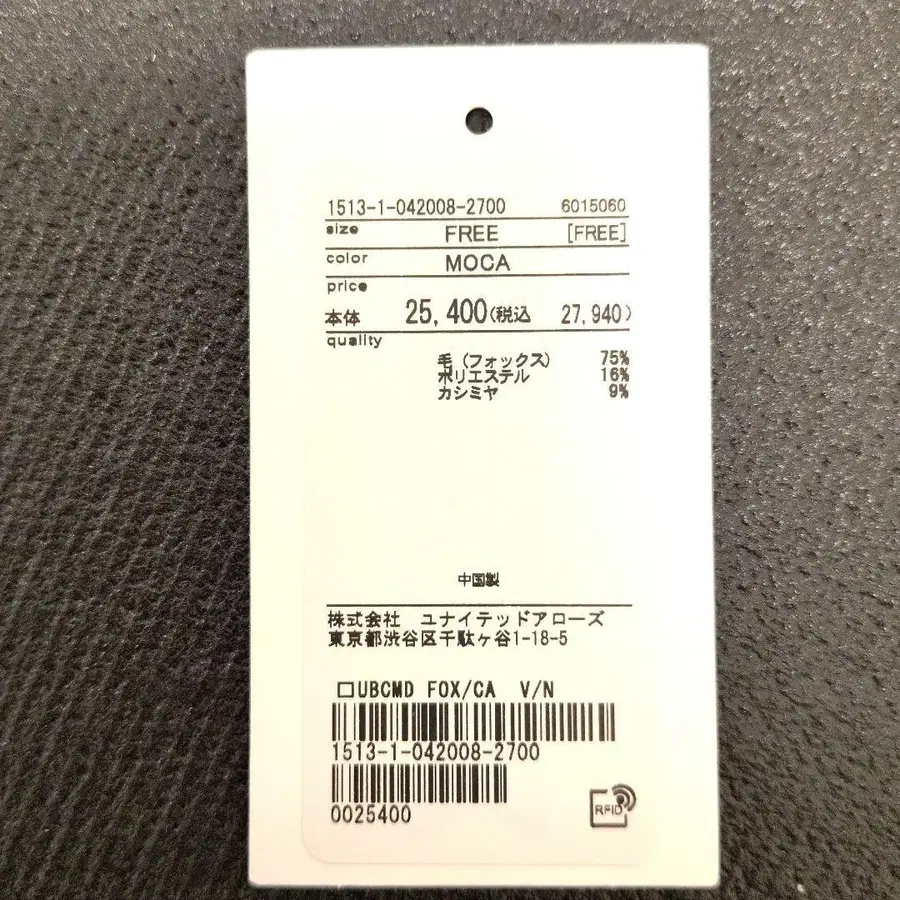 1513-1-042008-2700 6015060
size FREE [FREE]
color MOCA
price
本体 25,400(税込 27,940)
quality
毛(フォックス) 75%
ポリエステル 16%
カシミヤ 9%
中国製
株式会社 ユナイテッドアローズ
東京都渋谷区千駄ヶ谷1-18-5
□UBCMD FOX/CA V/N
1513-1-042008-2700
0025400
RFID